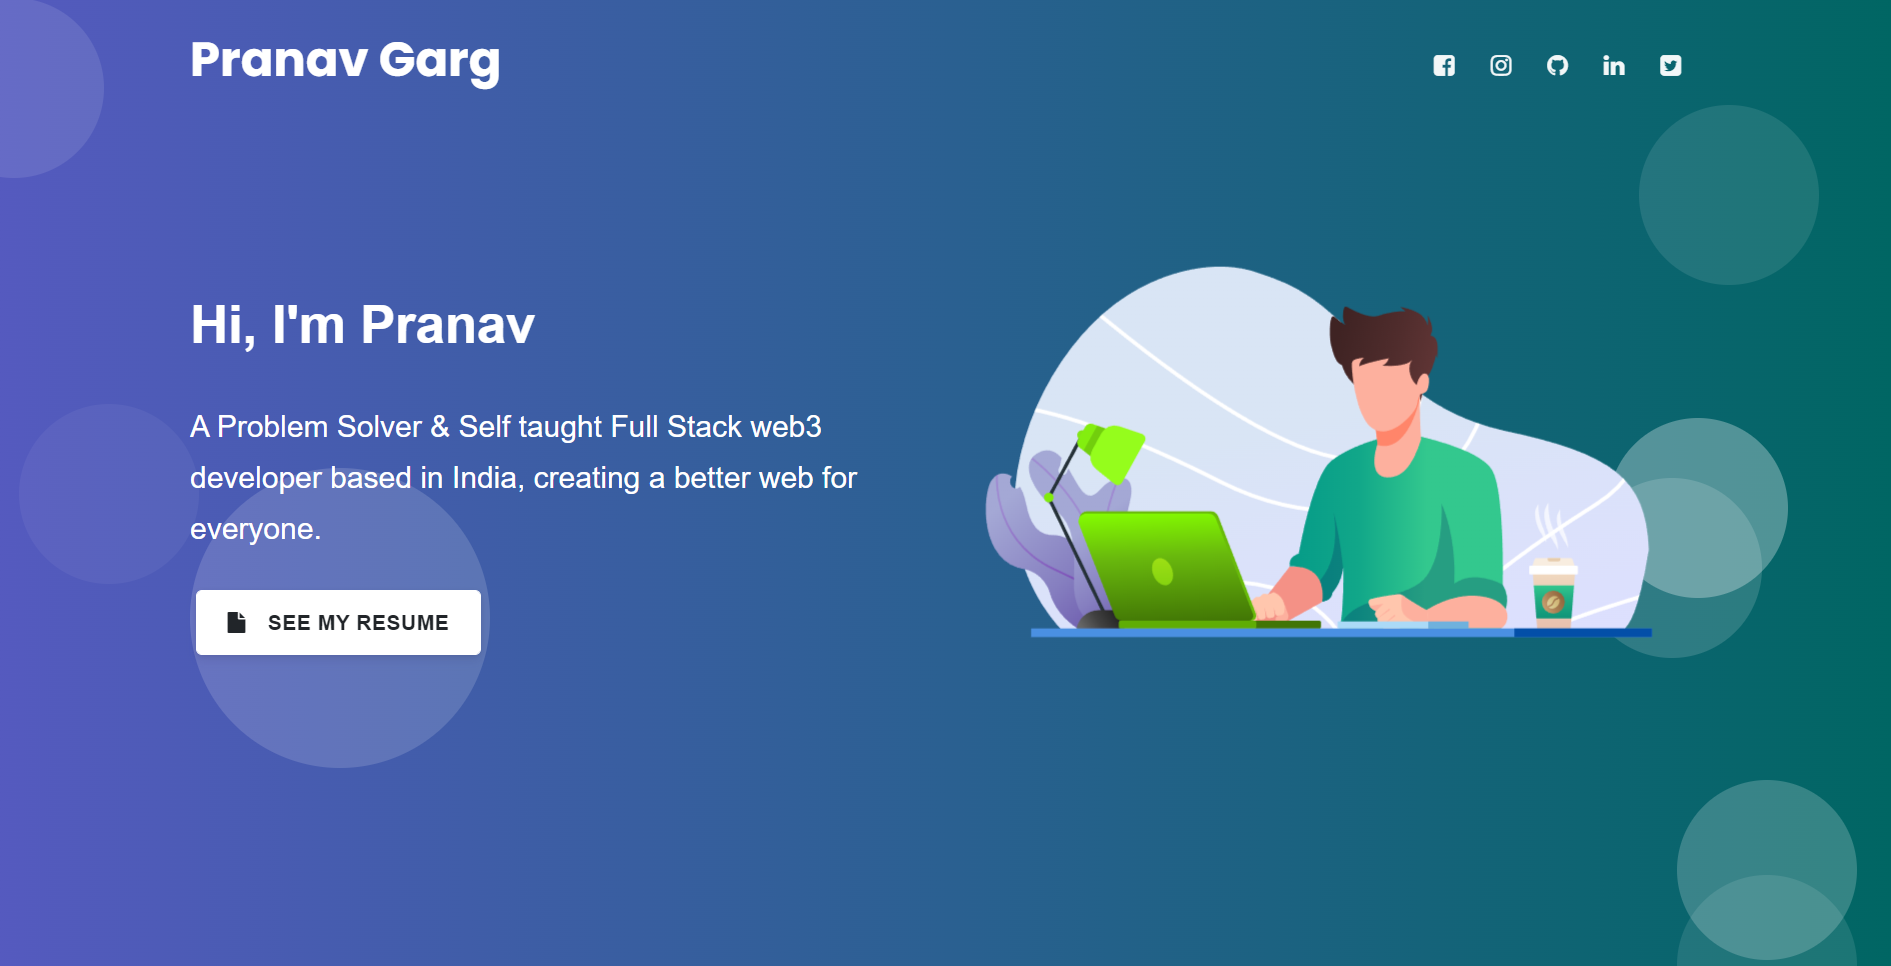 Pranav Garg
Hi, I'm Pranav
A Problem Solver & Self taught Full Stack web3
developer based in India, creating a better web for
everyone.
SEE MY RESUME